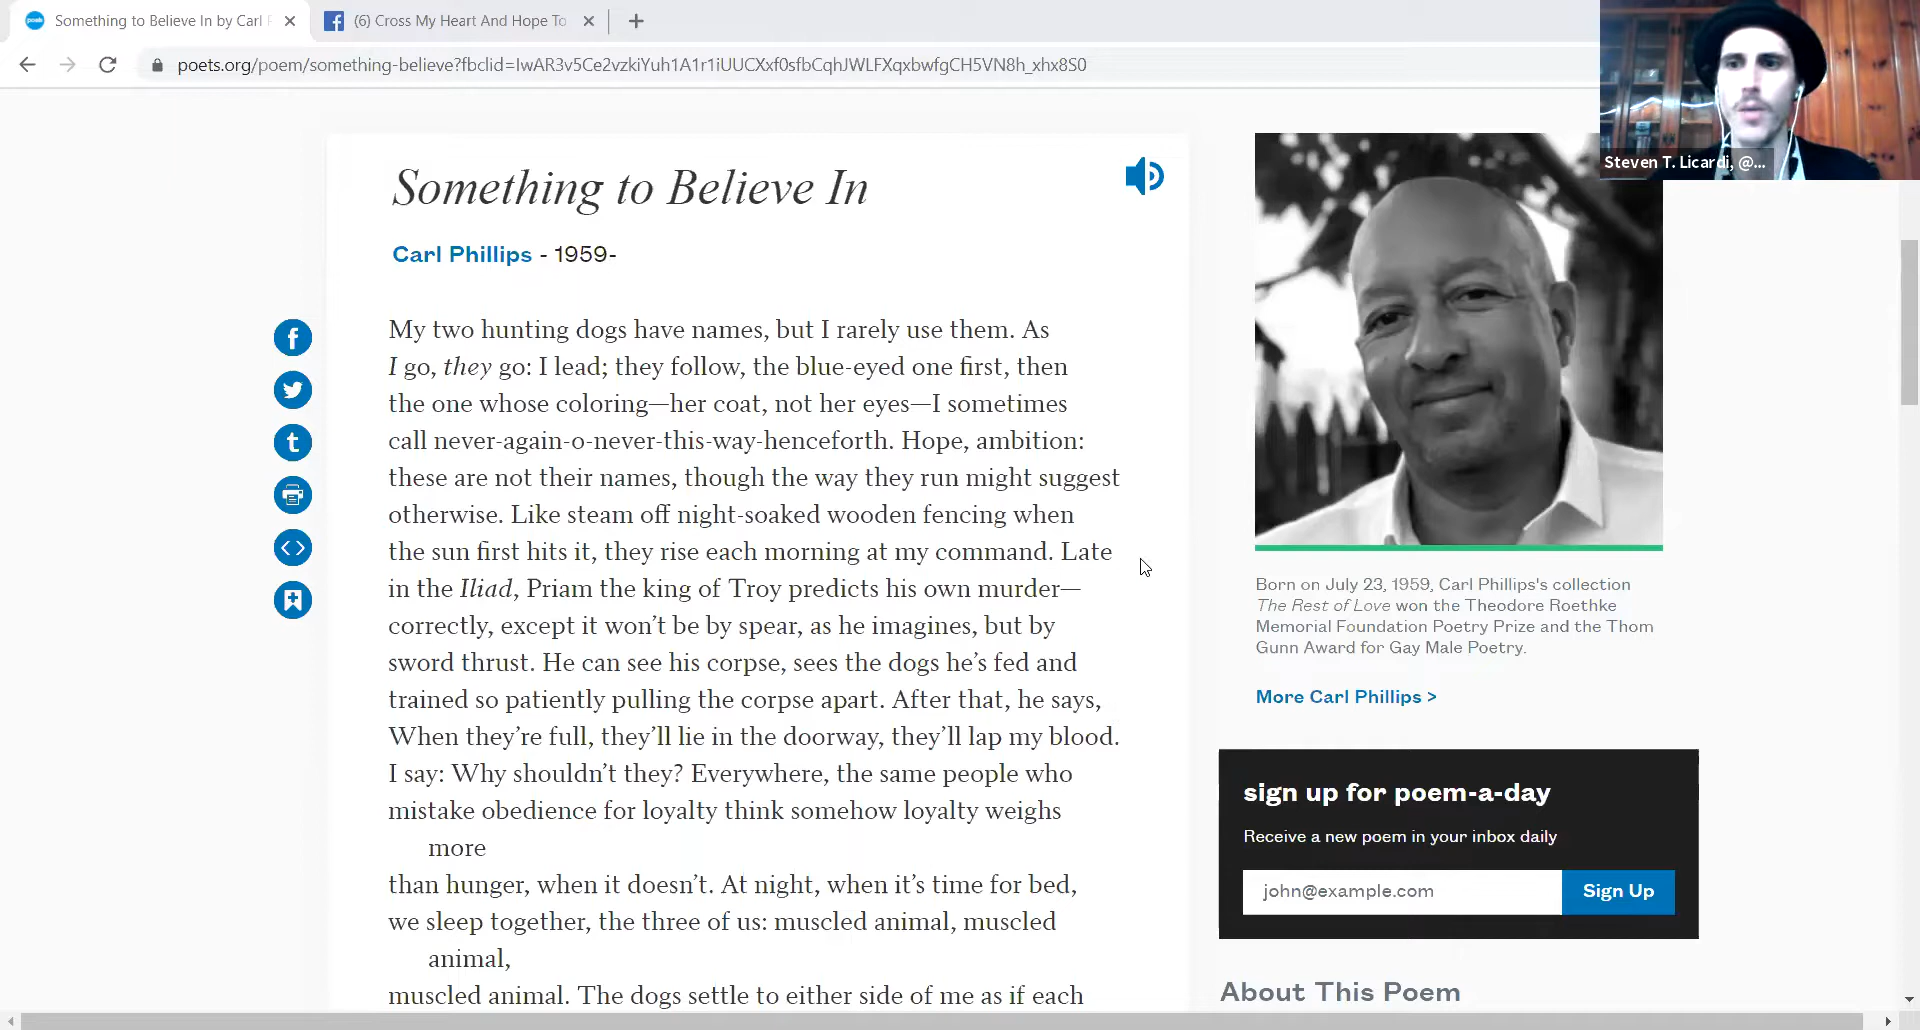 Something to Believe In by Carl P
(6) Cross My Heart And Hope To
poets.org/poem/something-believe?fbclid=IwAR3v5Ce2vzkiYuh1A1r1iUUCXxf0sfbCqhJWLFXqxbwfgCH5VN8h_xhx8S0
Steven T. Licardi, @...
Something to Believe In
Carl Phillips - 1959-
My two hunting dogs have names, but I rarely use them. As
I go, they go: I lead; they follow, the blue-eyed one first, then
the one whose coloring—her coat, not her eyes—I sometimes
call never-again-o-never-this-way-henceforth. Hope, ambition:
these are not their names, though the way they run might suggest
otherwise. Like steam off night-soaked wooden fencing when
the sun first hits it, they rise each morning at my command. Late
in the Iliad, Priam the king of Troy predicts his own murder—
correctly, except it won’t be by spear, as he imagines, but by
sword thrust. He can see his corpse, sees the dogs he’s fed and
trained so patiently pulling the corpse apart. After that, he says,
When they’re full, they’ll lie in the doorway, they’ll lap my blood.
I say: Why shouldn’t they? Everywhere, the same people who
mistake obedience for loyalty think somehow loyalty weighs
more
than hunger, when it doesn’t. At night, when it’s time for bed,
we sleep together, the three of us: muscled animal, muscled
animal,
muscled animal. The dogs settle to either side of me as if each
Born on July 23, 1959, Carl Phillips's collection
The Rest of Love won the Theodore Roethke
Memorial Foundation Poetry Prize and the Thom
Gunn Award for Gay Male Poetry.
More Carl Phillips >
sign up for poem-a-day
Receive a new poem in your inbox daily
john@example.com
Sign Up
About This Poem